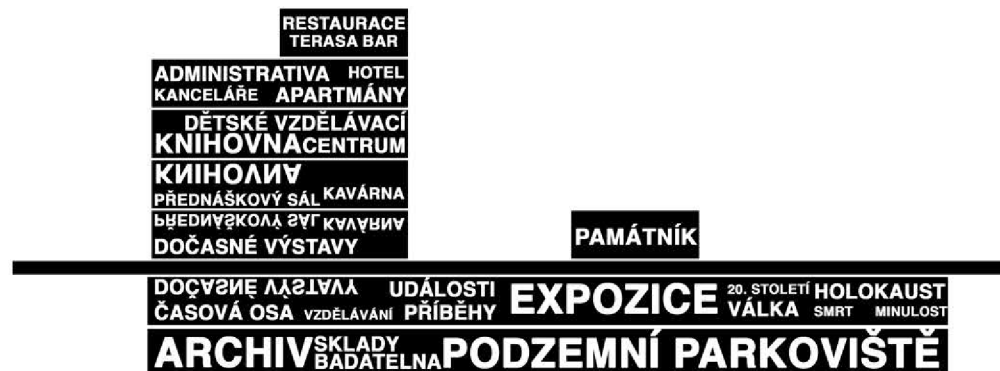 RESTAURACE
TERASA BAR
ADMINISTRATIVA HOTEL
KANCELÁŘE APARTMÁNY
DĚTSKÉ VZDĚLÁVACÍ
KNIHOVNA CENTRUM
KNIHOVNA
PŘEDNÁŠKOVÝ SÁL KAVÁRNA
PŘEDNÁŠKOVÝ SÁL KAVÁRNA
DOČASNÉ VÝSTAVY
PAMÁTNÍK
DOČASNÉ VÝSTAVY UDÁLOSTI EXPOZICE 20. STOLETÍ HOLOKAUST
ČASOVÁ OSA VZDĚLÁVÁNÍ PŘÍBĚHY VÁLKA SMRT MINULOST
ARCHIV SKLADY PODZEMNÍ PARKOVIŠTĚ
BADATELNA